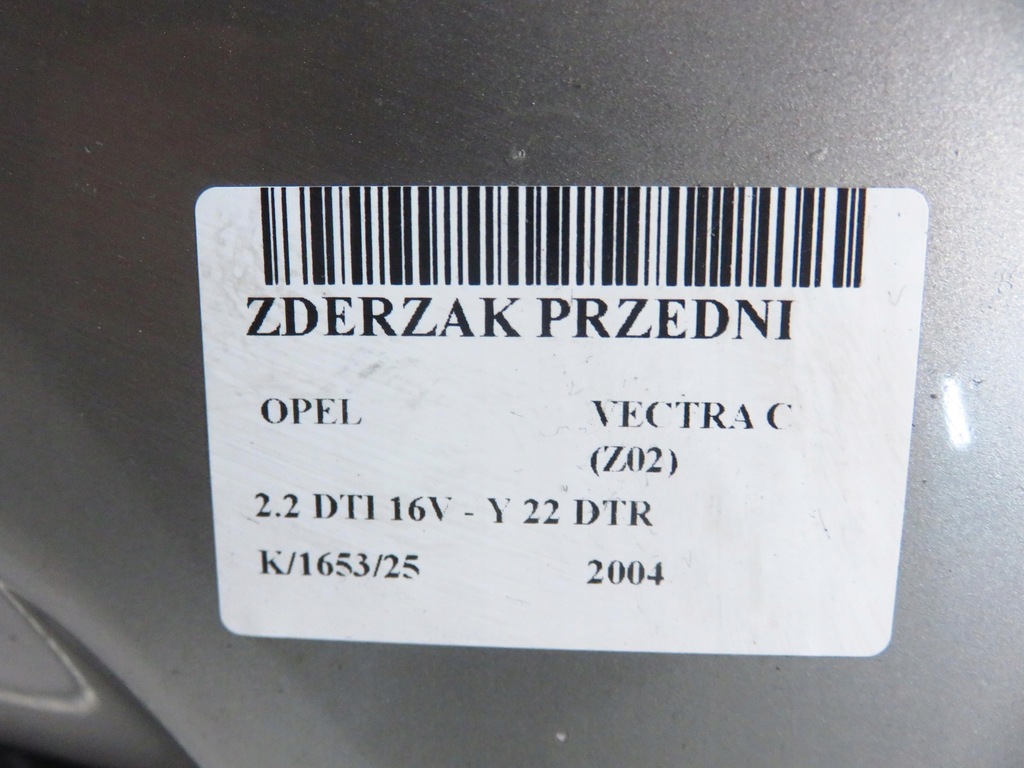 ZDERZAK PRZEDNI
OPEL VECTRA C
(Z02)
2.2 DTI 16V - Y 22 DTR
K/1653/25 2004